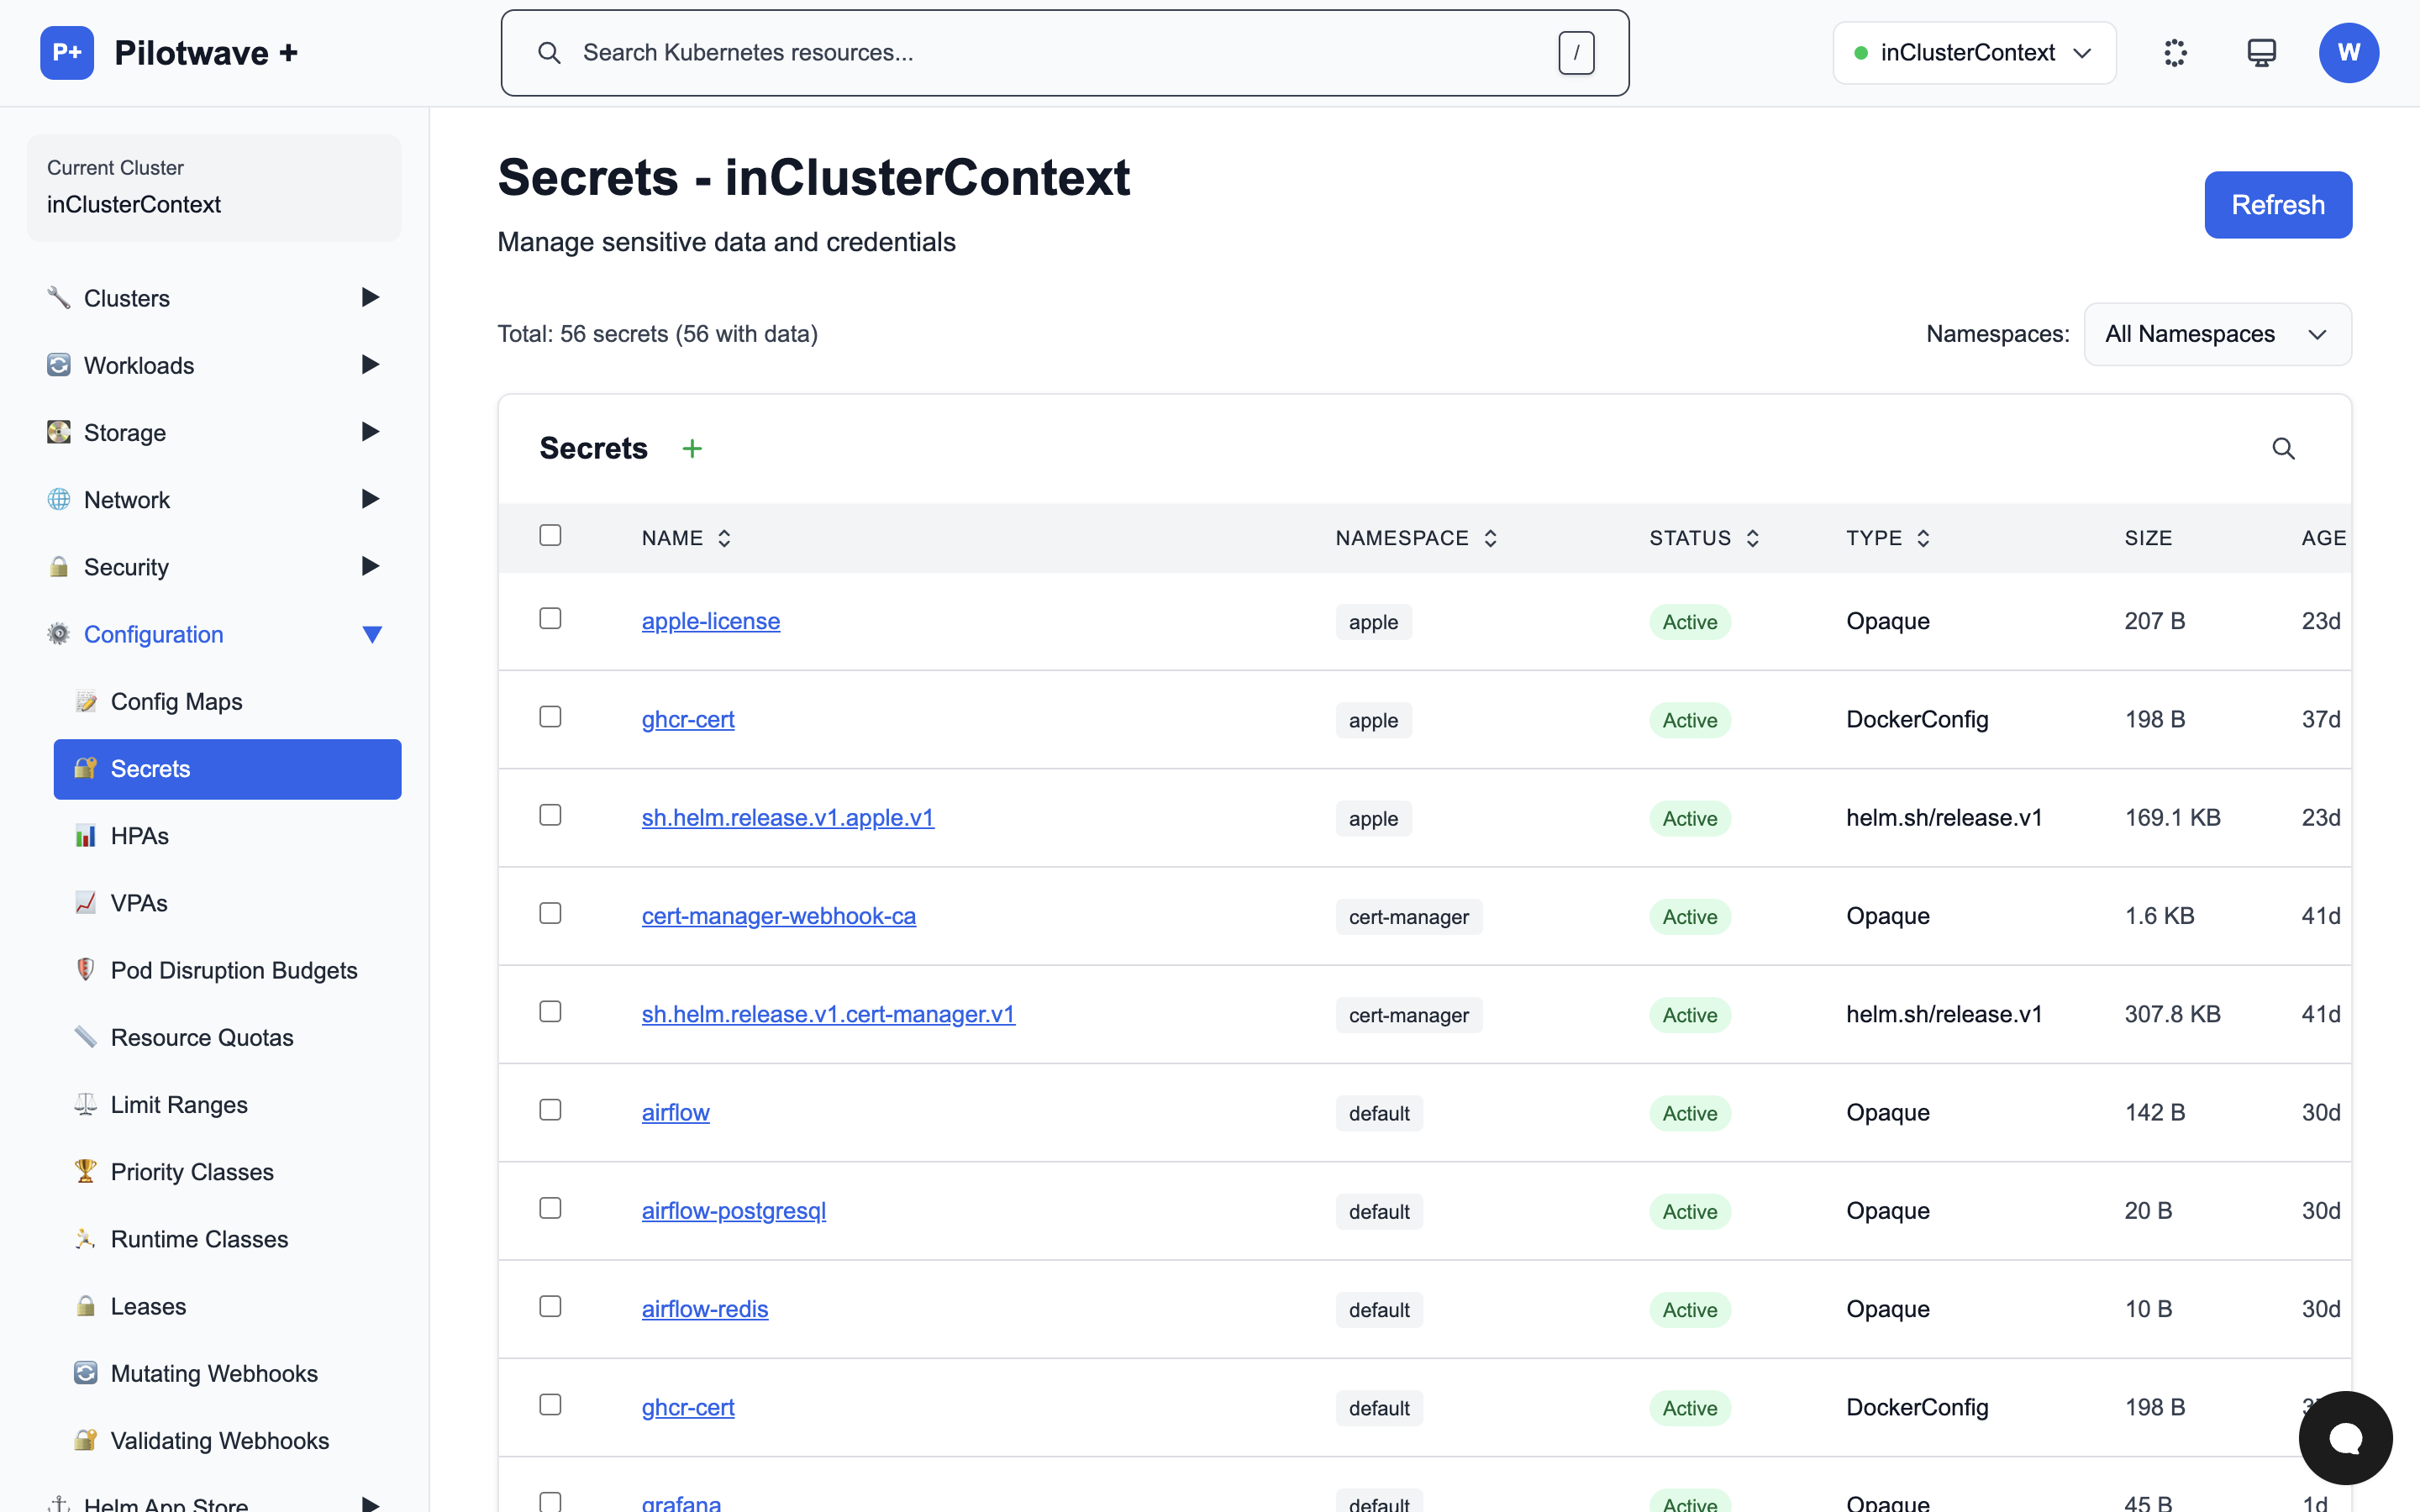 P+ Pilotwave +
Search Kubernetes resources... /
inClusterContext
W
Current Cluster
inClusterContext
Clusters
Workloads
Storage
Network
Security
Configuration
Config Maps
Secrets
HPAs
VPAs
Pod Disruption Budgets
Resource Quotas
Limit Ranges
Priority Classes
Runtime Classes
Leases
Mutating Webhooks
Validating Webhooks
Helm App Store
Secrets - inClusterContext
Manage sensitive data and credentials
Refresh
Total: 56 secrets (56 with data)
Namespaces: All Namespaces
Secrets +
NAME NAMESPACE STATUS TYPE SIZE AGE
apple-license apple Active Opaque 207 B 23d
ghcr-cert apple Active DockerConfig 198 B 37d
sh.helm.release.v1.apple.v1 apple Active helm.sh/release.v1 169.1 KB 23d
cert-manager-webhook-ca cert-manager Active Opaque 1.6 KB 41d
sh.helm.release.v1.cert-manager.v1 cert-manager Active helm.sh/release.v1 307.8 KB 41d
airflow default Active Opaque 142 B 30d
airflow-postgresql default Active Opaque 20 B 30d
airflow-redis default Active Opaque 10 B 30d
ghcr-cert default Active DockerConfig 198 B
grafana default Active Opaque 45 B 1d